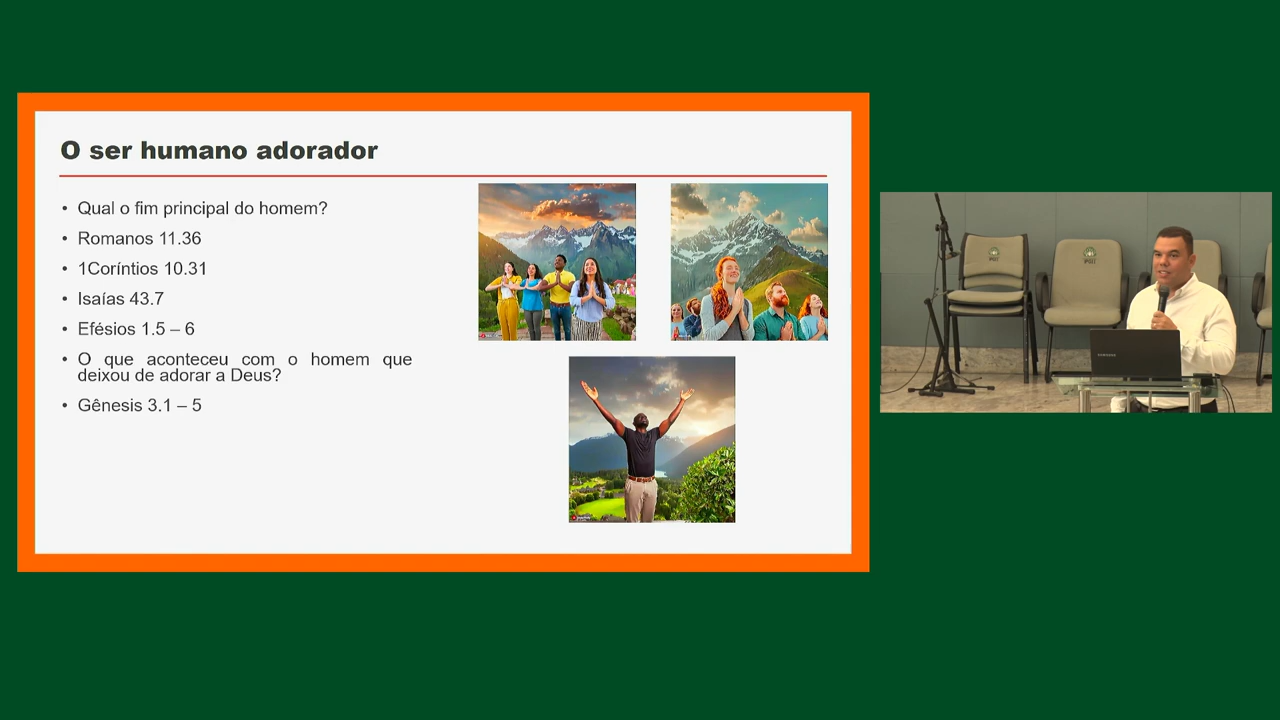 O ser humano adorador
• Qual o fim principal do homem?
• Romanos 11.36
• 1Coríntios 10.31
• Isaías 43.7
• Efésios 1.5 – 6
• O que aconteceu com o homem que
deixou de adorar a Deus?
• Gênesis 3.1 – 5
SAMSUNG